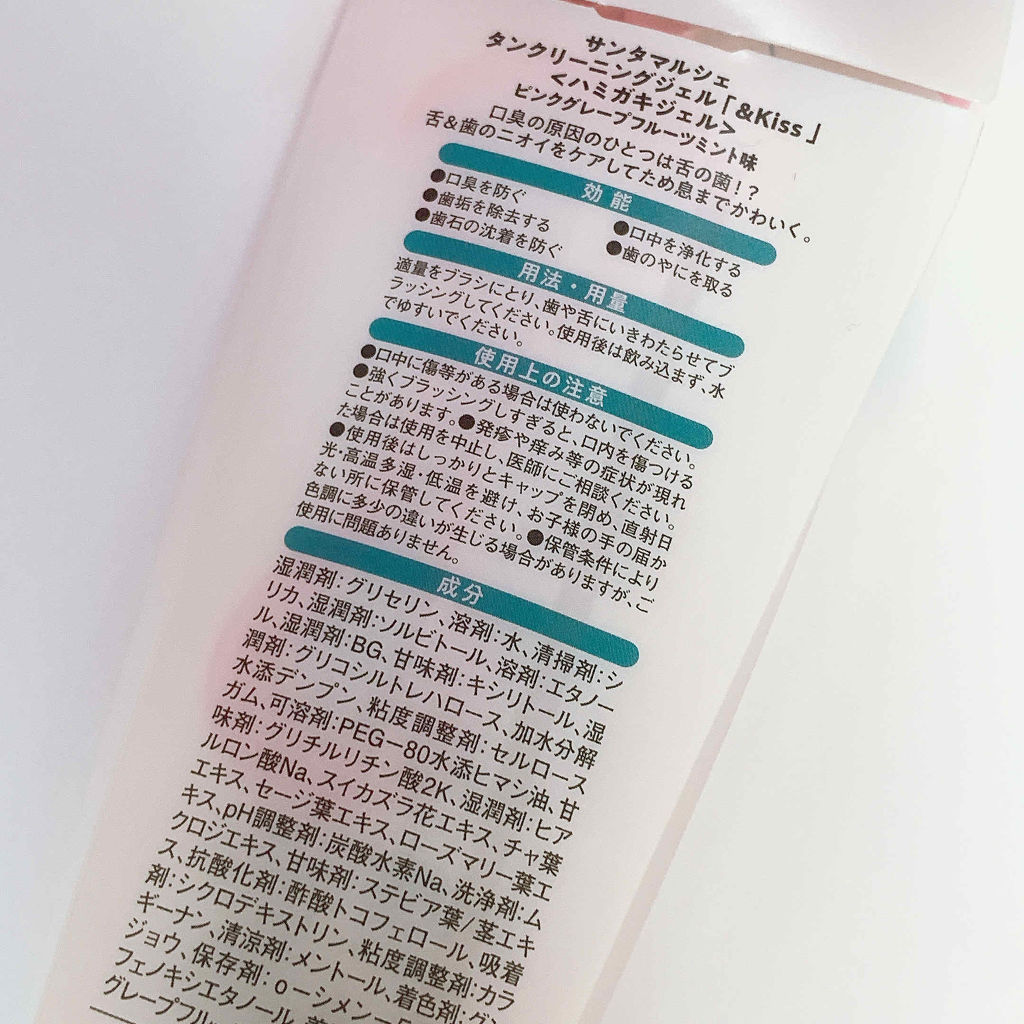 サンタマルシェ
タンクリーニングジェル「&Kiss」
<ハミガキジェル>
ピンクグレープフルーツミント味
口臭の原因のひとつは舌の菌!?
舌&歯のニオイをケアしてため息までかわいく。
効能
●口臭を防ぐ
●歯垢を除去する
●歯石の沈着を防ぐ
●口中を浄化する
●歯のやにを取る
用法・用量
適量をブラシにとり、歯や舌にいきわたらせてブ
ラッシングしてください。使用後は飲み込まず、水
でゆすいでください。
使用上の注意
●口中に傷等がある場合は使わないでください。
●強くブラッシングしすぎると、口内を傷つける
ことがあります。●発疹や痒み等の症状が現れ
た場合は使用を中止し、医師にご相談ください。
●使用後はしっかりとキャップを閉め、直射日
光・高温多湿・低温を避け、お子様の手の届か
ない所に保管してください。●保管条件により
色調に多少の違いが生じる場合がありますが、ご
使用に問題ありません。
成分
湿潤剤:グリセリン、溶剤:水、清掃剤:シ
リカ、湿潤剤:ソルビトール、溶剤:エタノー
ル、湿潤剤:BG、甘味剤:キシリトール、湿
潤剤:グリコシルトレハロース、加水分解
水添デンプン、粘度調整剤:セルロース
ガム、可溶剤:PEG－80水添ヒマシ油、甘
味剤:グリチルリチン酸2K、湿潤剤:ヒア
ルロン酸Na、スイカズラ花エキス、チャ葉
エキス、セージ葉エキス、ローズマリー葉エ
キス、pH調整剤:炭酸水素Na、洗浄剤:ム
クロジエキス、甘味剤:ステビア葉/茎エキ
ス、抗酸化剤:酢酸トコフェロール、吸着
剤:シクロデキストリン、粘度調整剤:カラ
ギーナン、清涼剤:メントール、着色剤:グン
ジョウ、保存剤:o－シメン－5
フェノキシエタノール、
グレープフル